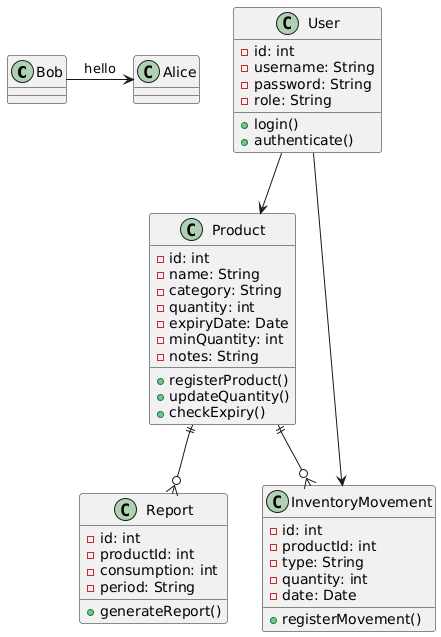 C Bob
hello
C Alice
C User
id: int
username: String
password: String
role: String
login()
authenticate()
C Product
id: int
name: String
category: String
quantity: int
expiryDate: Date
minQuantity: int
notes: String
registerProduct()
updateQuantity()
checkExpiry()
C Report
id: int
productId: int
consumption: int
period: String
generateReport()
C InventoryMovement
id: int
productId: int
type: String
quantity: int
date: Date
registerMovement()